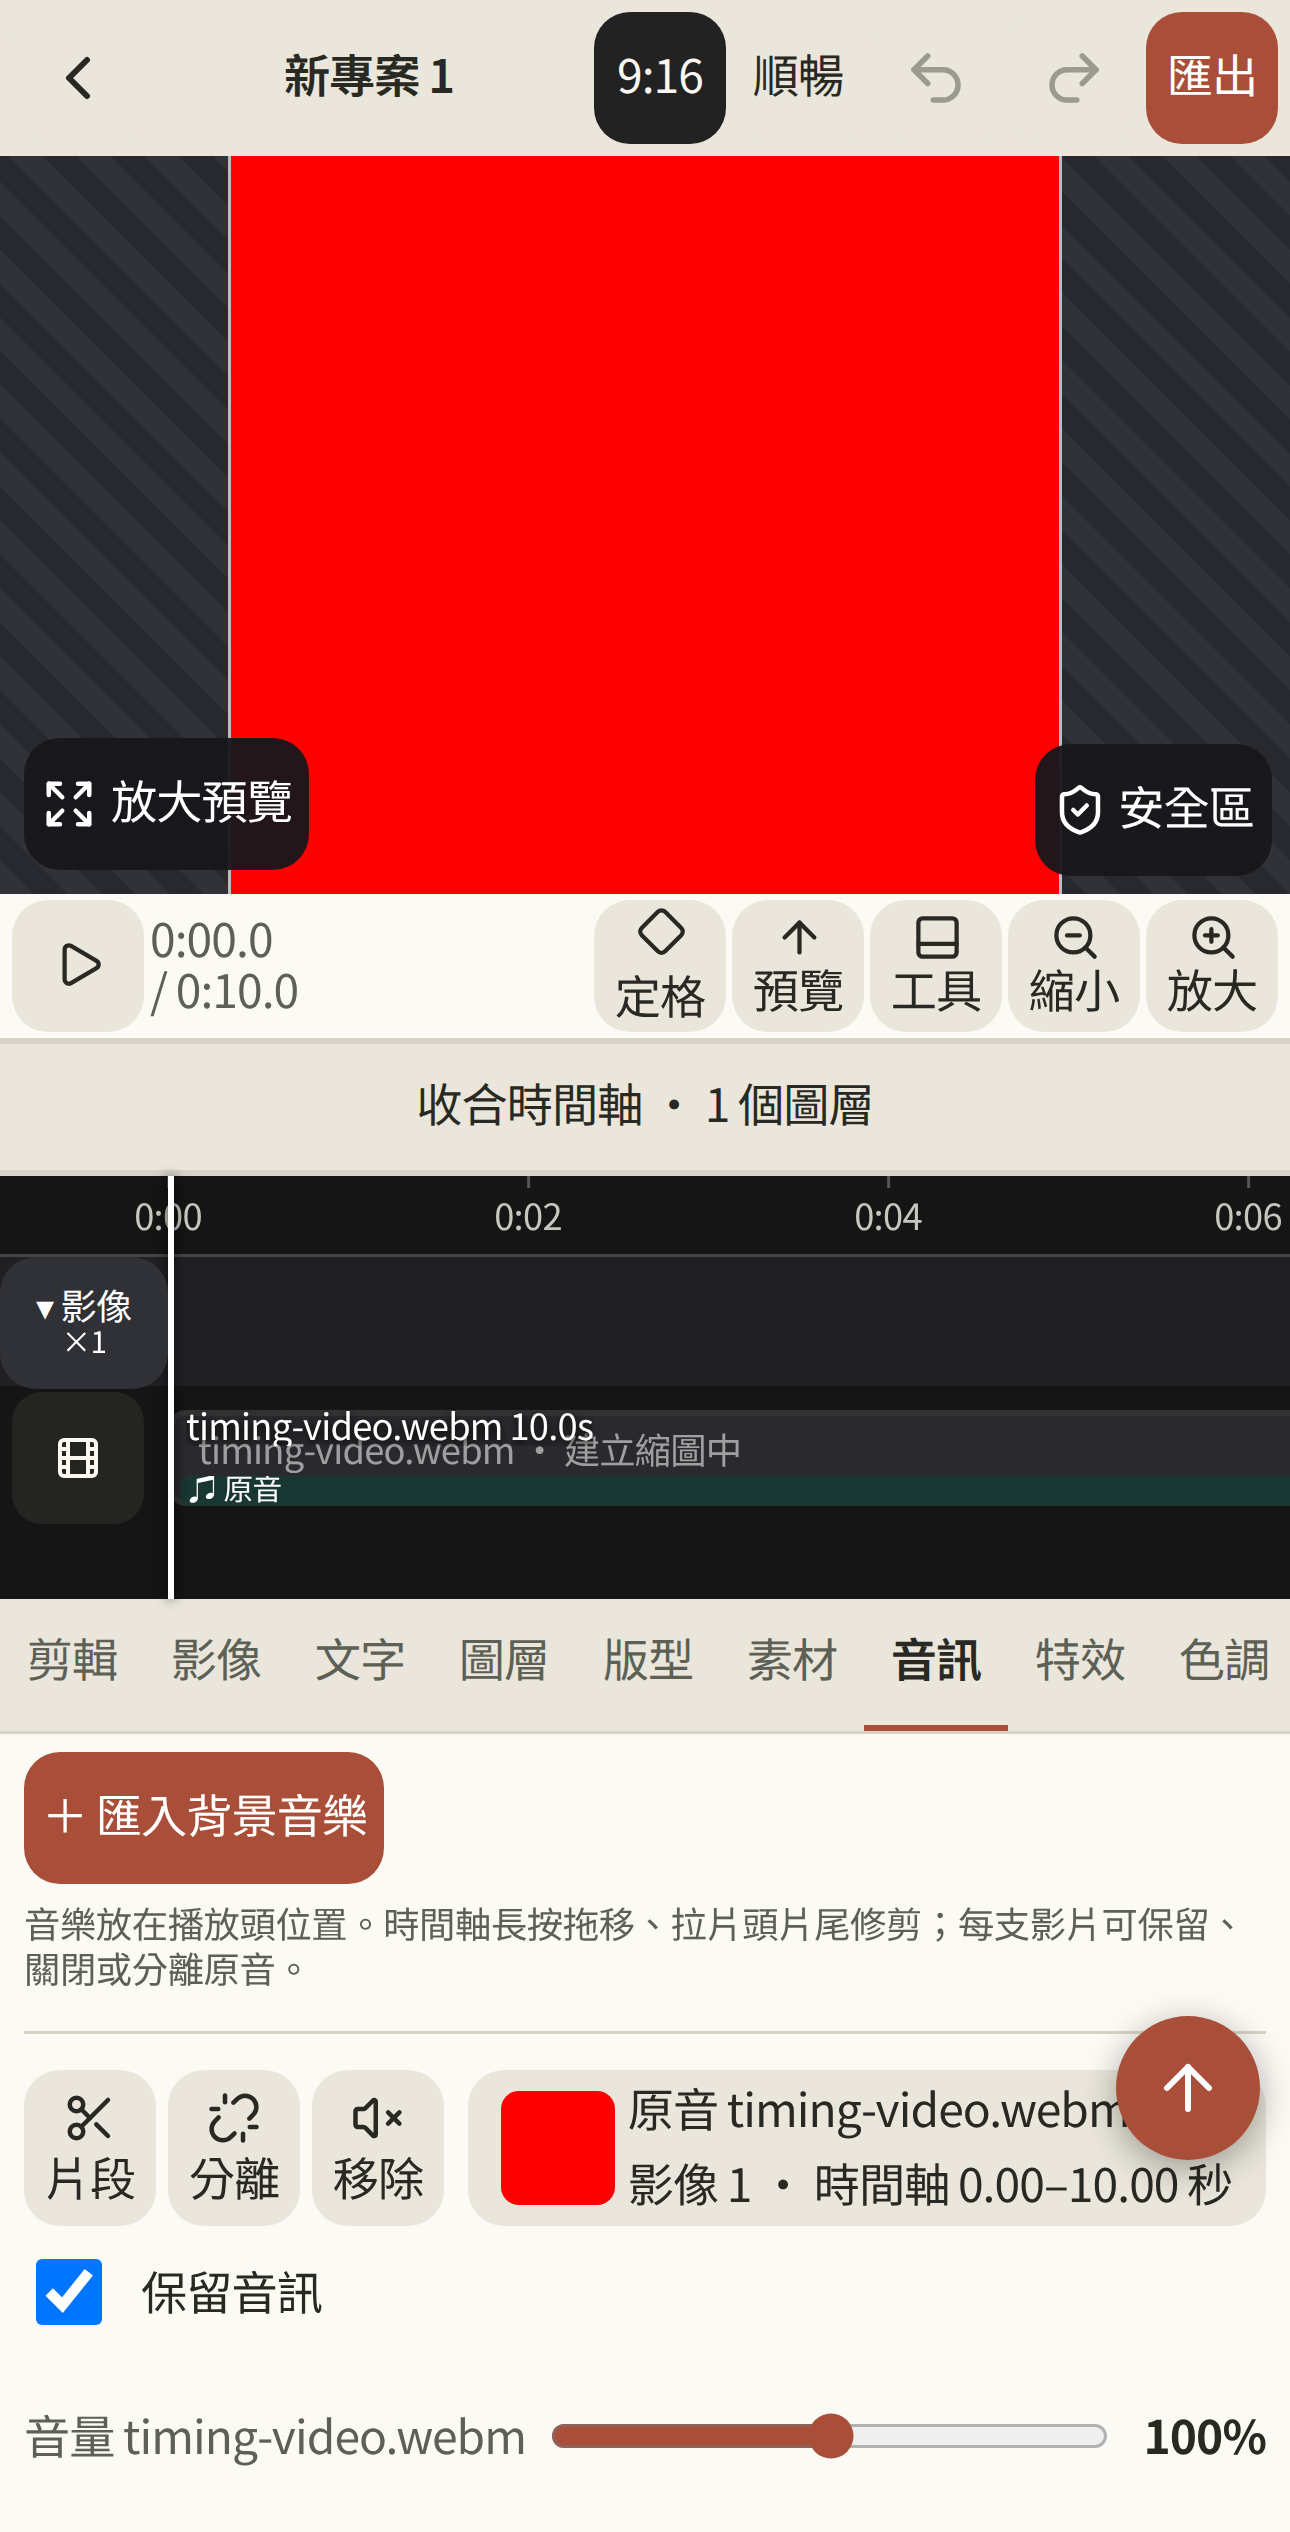 新專案 1
9:16
順暢
匯出
放大預覽
安全區
0:00.0
/ 0:10.0
定格
預覽
工具
縮小
放大
收合時間軸 · 1 個圖層
0:00
0:02
0:04
0:06
▾ 影像
×1
timing-video.webm 10.0s
timing-video.webm · 建立縮圖中
♫ 原音
剪輯
影像
文字
圖層
版型
素材
音訊
特效
色調
＋ 匯入背景音樂
音樂放在播放頭位置。時間軸長按拖移、拉片頭片尾修剪；每支影片可保留、
關閉或分離原音。
片段
分離
移除
原音 timing-video.webm
影像 1 · 時間軸 0.00–10.00 秒
保留音訊
音量 timing-video.webm
100%